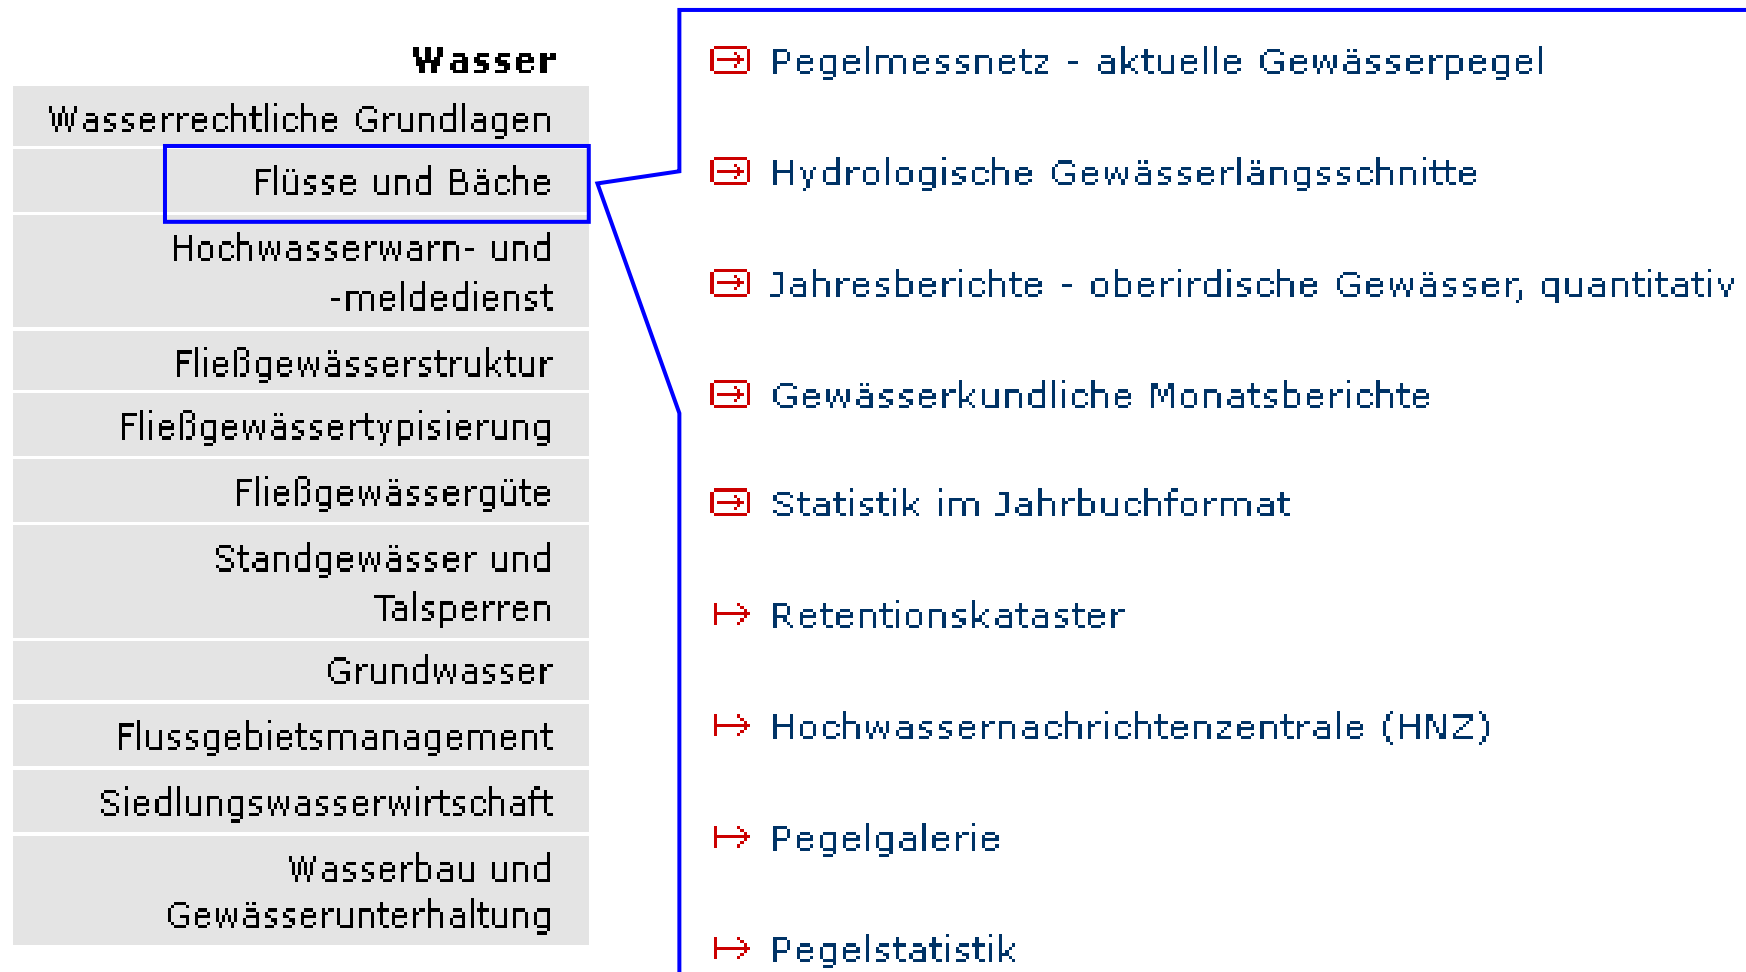 Wasser
Wasserrechtliche Grundlagen
Flüsse und Bäche
Hochwasserwarn- und
-meldedienst
Fließgewässerstruktur
Fließgewässertypisierung
Fließgewässergüte
Standgewässer und
Talsperren
Grundwasser
Flussgebietsmanagement
Siedlungswasserwirtschaft
Wasserbau und
Gewässerunterhaltung
Pegelmessnetz - aktuelle Gewässerpegel
Hydrologische Gewässerlängsschnitte
Jahresberichte - oberirdische Gewässer, quantitativ
Gewässerkundliche Monatsberichte
Statistik im Jahrbuchformat
Retentionskataster
Hochwassernachrichtenzentrale (HNZ)
Pegelgalerie
Pegelstatistik